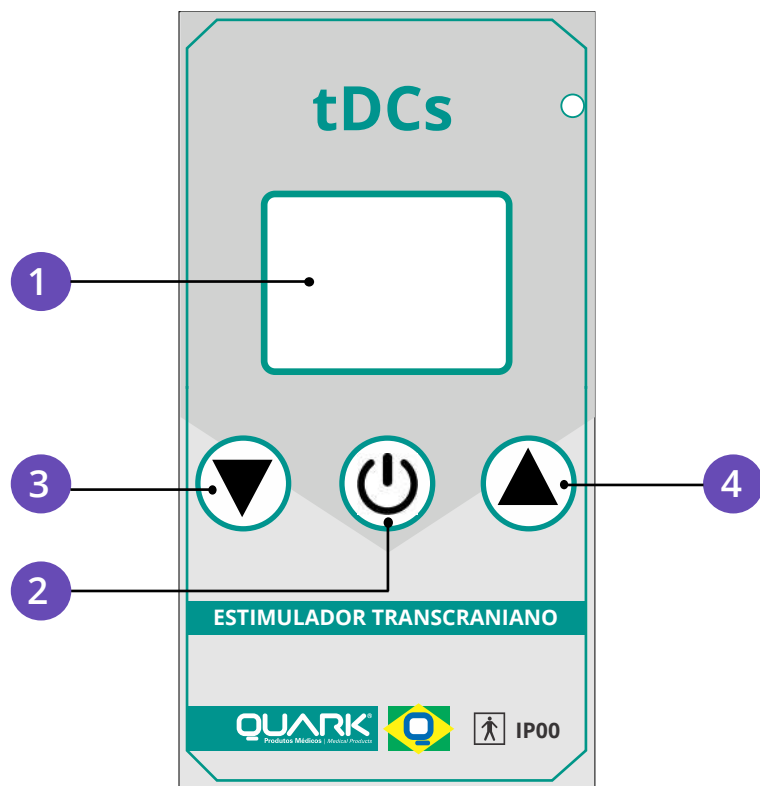 tDCs
1
3
4
2
ESTIMULADOR TRANSCRANIANO
QUARK®
Produtos Médicos | Medical Products
Q
IP00